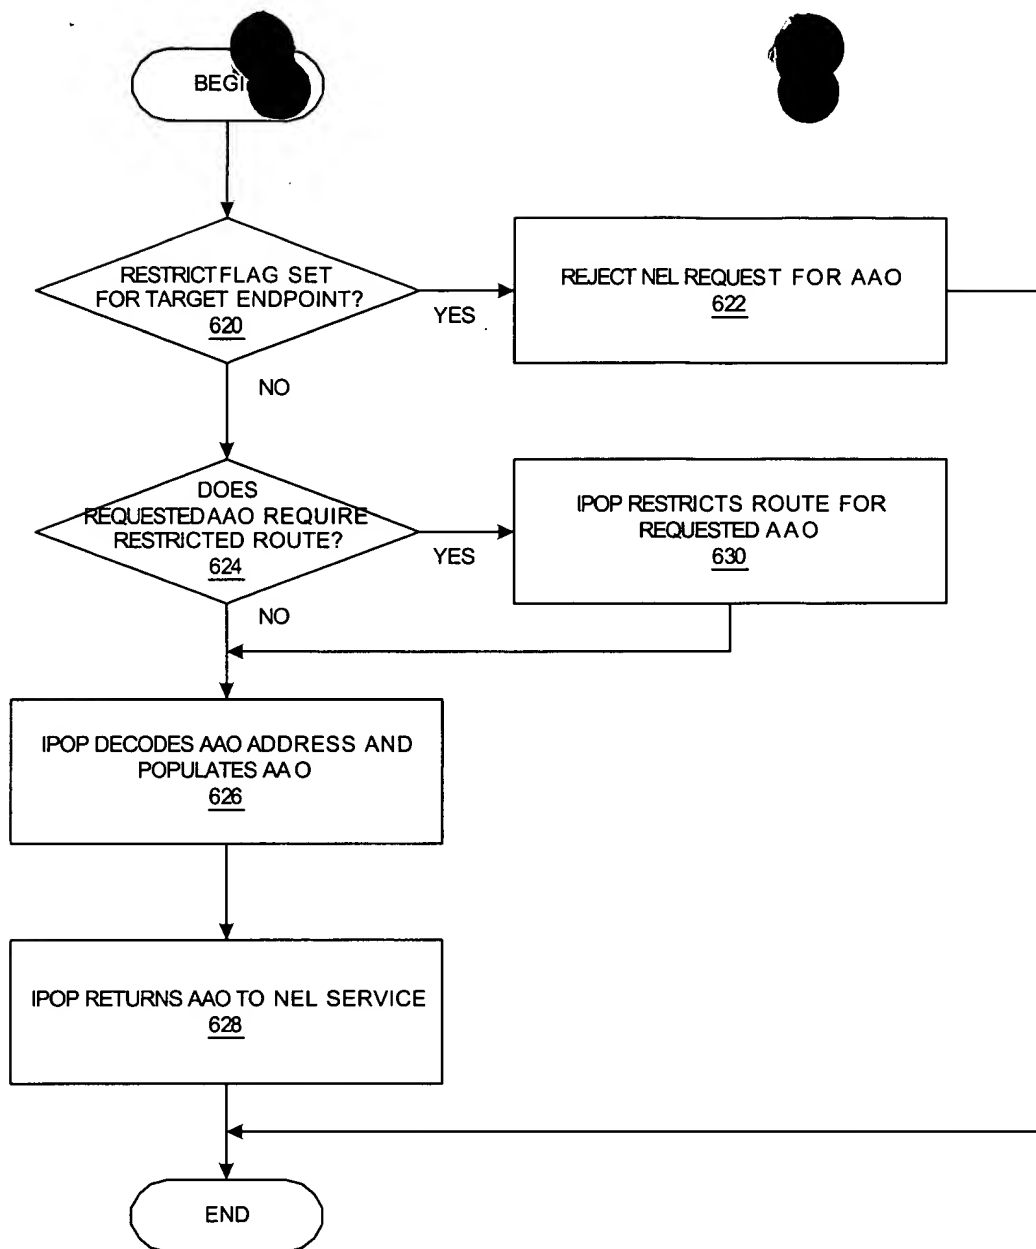 RESTRICT FLAG SET
FOR TARGET ENDPOINT?
620
YES
REJECT NEL REQUEST FOR AAO
622
NO
DOES
REQUESTED AAO REQUIRE
RESTRICTED ROUTE?
624
YES
IPOP RESTRICTS ROUTE FOR
REQUESTED AAO
630
NO
IPOP DECODES AAO ADDRESS AND
POPULATES AAO
626
IPOP RETURNS AAO TO NEL SERVICE
628
END